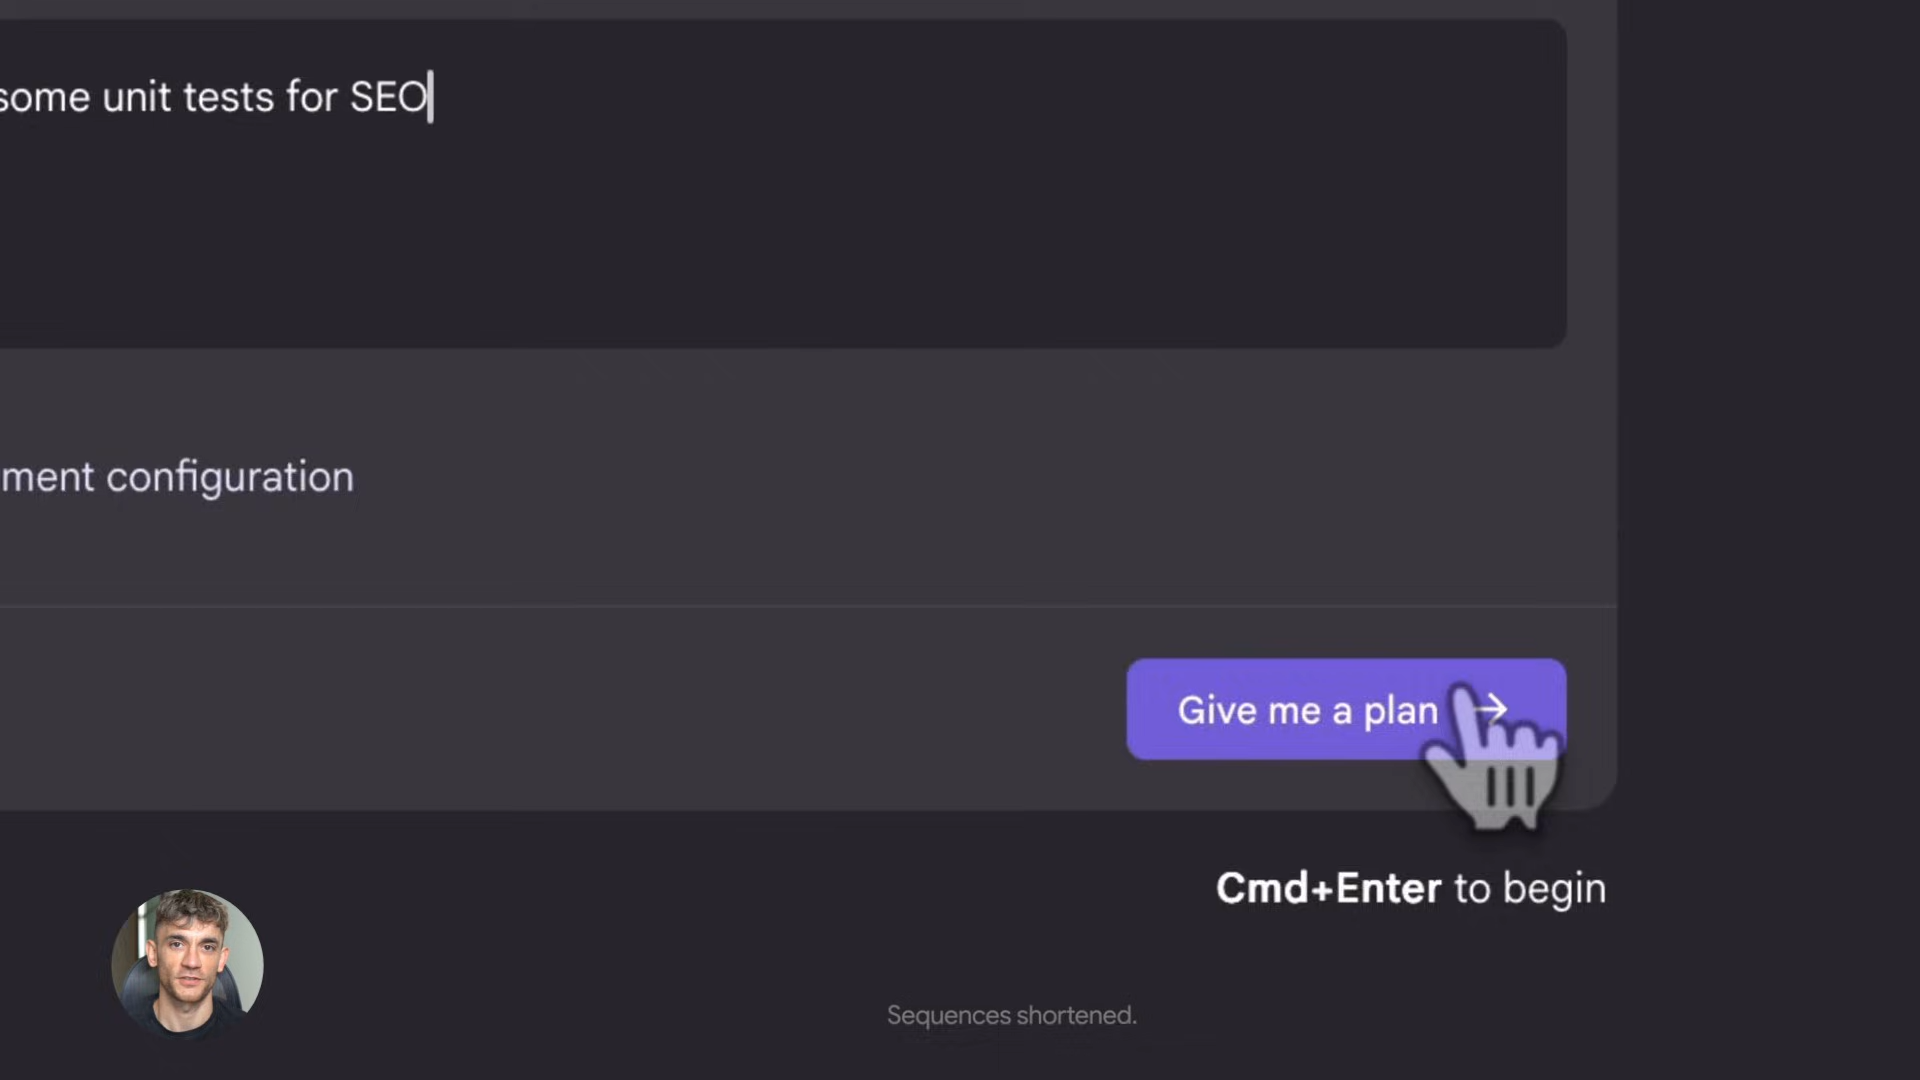 some unit tests for SEO
ment configuration
Give me a plan →
Cmd+Enter to begin
Sequences shortened.